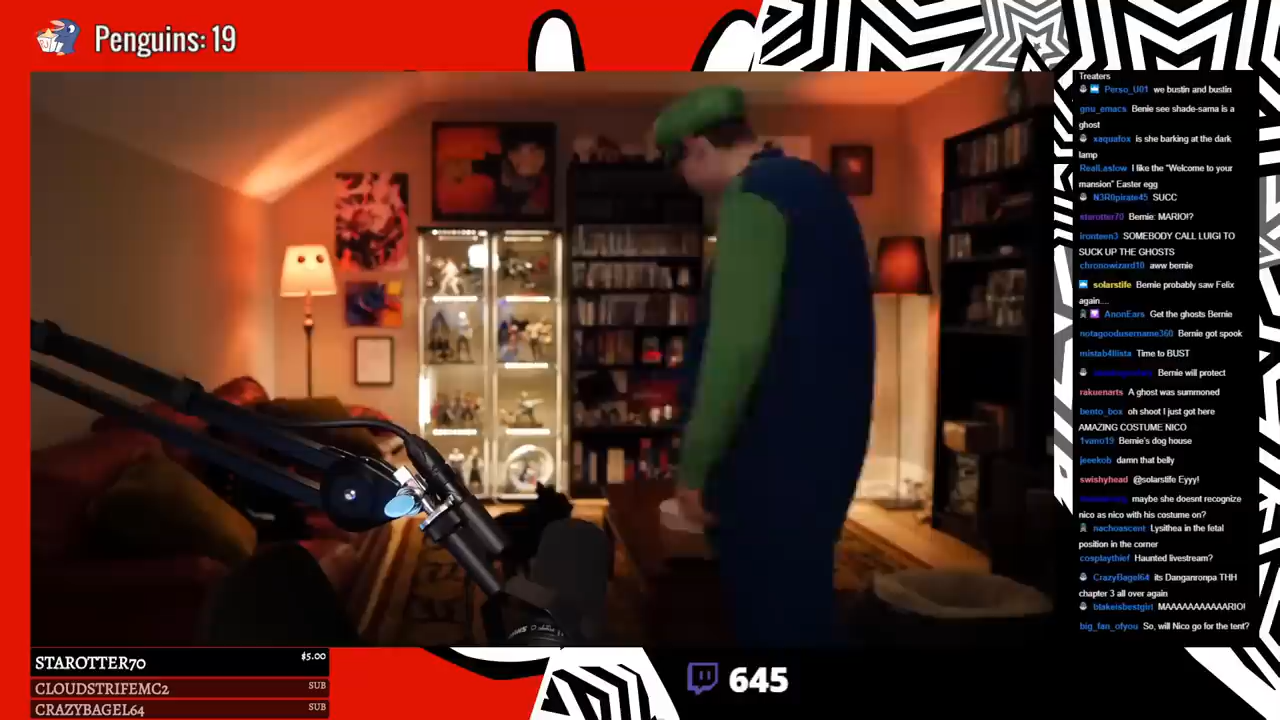 Penguins: 19
Treaters
Perso_U01 we bustin and bustin
gnu_emacs Benie see shade-sama is a
ghost
xaquafox is she barking at the dark
lamp
RealLaslow I like the "Welcome to your
mansion" Easter egg
N3R0pirate45 SUCC
starotter70 Bernie: MARIO!?
ironteen3 SOMEBODY CALL LUIGI TO
SUCK UP THE GHOSTS
chronowizard10 aww bernie
solarstife Bernie probably saw Felix
again....
AnonEars Get the ghosts Bernie
notagoodusername360 Bernie got spook
mistab4llista Time to BUST
Bernie will protect
rakuenarts A ghost was summoned
bento_box oh shoot I just got here
AMAZING COSTUME NICO
1vano19 Bernie's dog house
jeeekob damn that belly
swishyhead @solarstife Eyyy!
maybe she doesnt recognize
nico as nico with his costume on?
nachoascent Lysithea in the fetal
position in the corner
cosplaythief Haunted livestream?
CrazyBagel64 its Danganronpa THH
chapter 3 all over again
blakeisbestgirl MAAAAAAAAAAARIO!
big_fan_ofyou So, will Nico go for the tent?
STAROTTER70 $5.00
CLOUDSTRIFEMC2 SUB
CRAZYBAGEL64 SUB
645